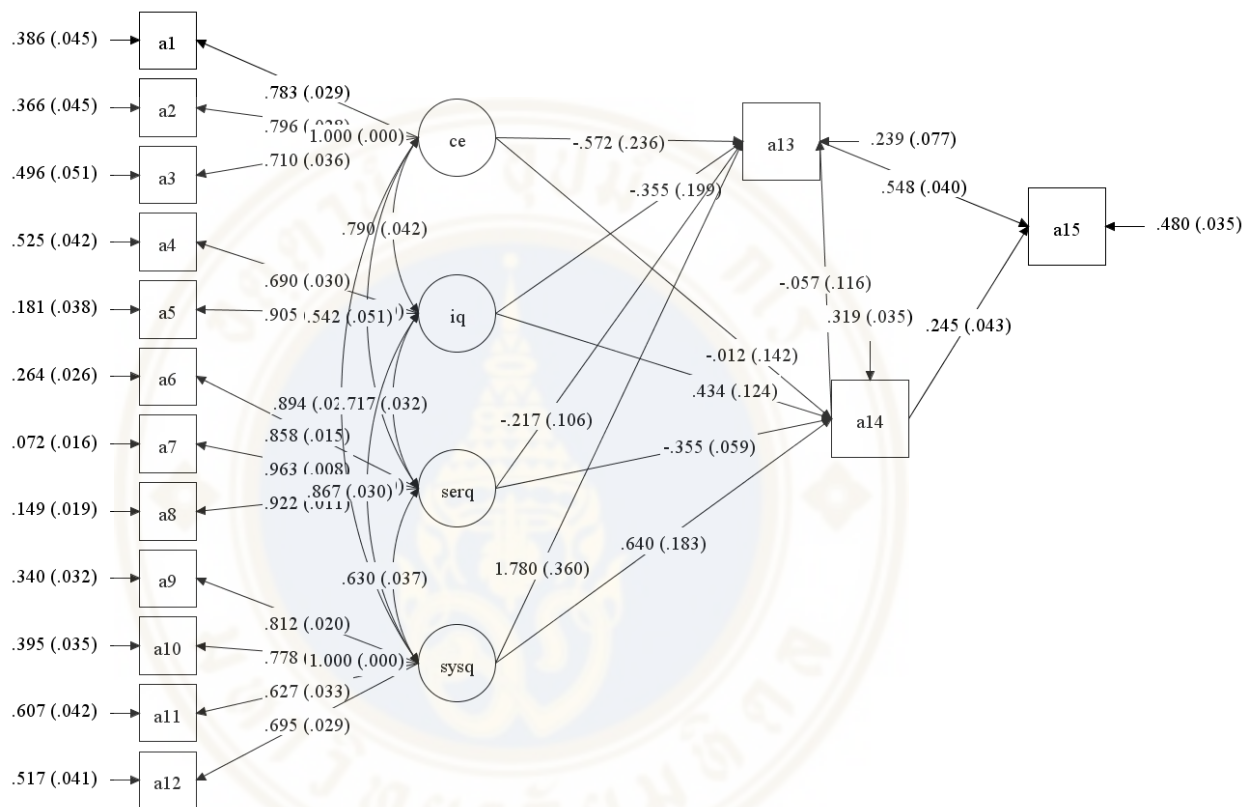 .386 (.045)
a1
.783 (.029)
.366 (.045)
a2
.796
1.000 (.000)
ce
-.572 (.236)
a13
.239 (.077)
.496 (.051)
a3
.710 (.036)
-.355 (.199)
.548 (.040)
.525 (.042)
a4
.790 (.042)
a15
.480 (.035)
.690 (.030)
-.057 (.116)
.181 (.038)
a5
.905
.542 (.051)
iq
.319 (.035)
.245 (.043)
-.012 (.142)
.264 (.026)
a6
.434 (.124)
.894
.717 (.032)
-.217 (.106)
a14
.072 (.016)
a7
.858 (.015)
-.355 (.059)
.963 (.008)
.867 (.030)
serq
.149 (.019)
a8
.922 (.011)
.640 (.183)
.340 (.032)
a9
.630 (.037)
1.780 (.360)
.812 (.020)
.395 (.035)
a10
.778
1.000 (.000)
sysq
.627 (.033)
.607 (.042)
a11
.695 (.029)
.517 (.041)
a12